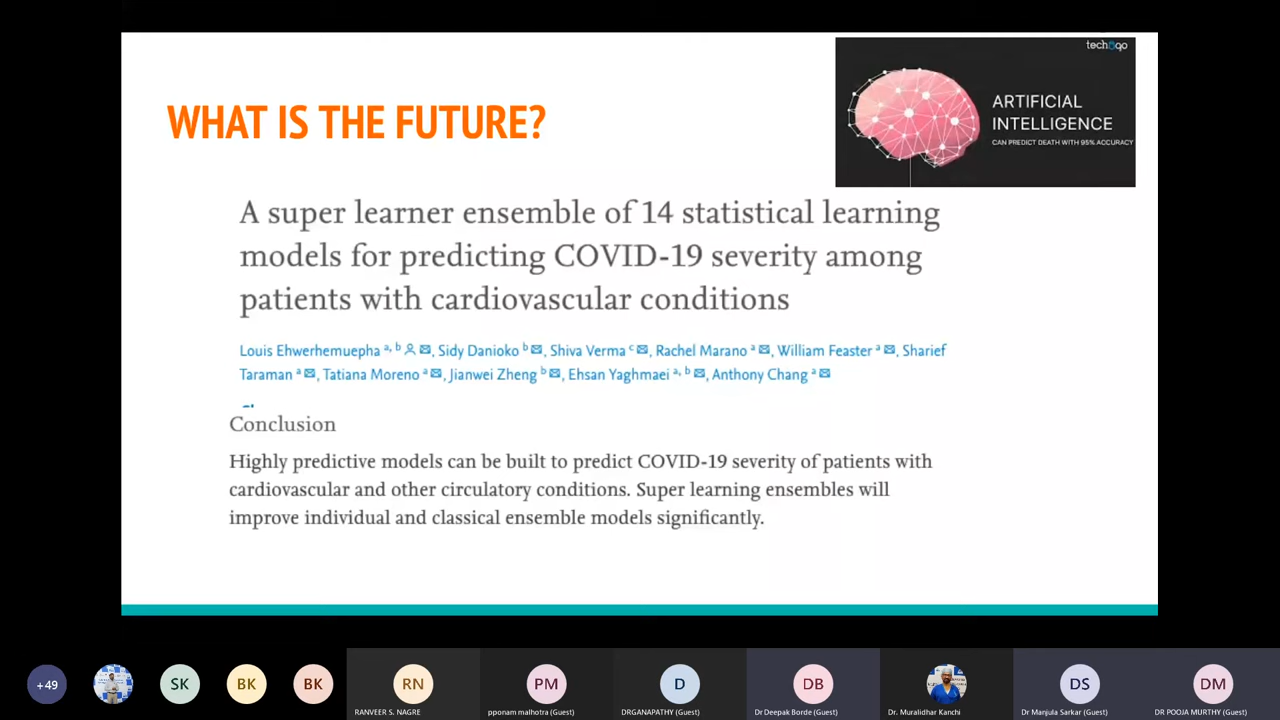 tech
WHAT IS THE FUTURE?
ARTIFICIAL
INTELLIGENCE
CAN PREDICT DEATH WITH 95% ACCURACY
A super learner ensemble of 14 statistical learning
models for predicting COVID-19 severity among
patients with cardiovascular conditions
Louis Ehwerhemuepha a, b, Sidy Danioko b, Shiva Verma c, Rachel Marano a, William Feaster a, Sharief
Taraman a, Tatiana Moreno a, Jianwei Zheng b, Ehsan Yaghmaei a, b, Anthony Chang a
Conclusion
Highly predictive models can be built to predict COVID-19 severity of patients with
cardiovascular and other circulatory conditions. Super learning ensembles will
improve individual and classical ensemble models significantly.
+49
SK
BK
BK
RN
PM
D
DB
DS
DM
RANVEER S. NAGRE
pponam malhotra (Guest)
DRGANAPATHY (Guest)
Dr Deepak Borde (Guest)
Dr. Muralidhar Kanchi
Dr Manjula Sarkar (Guest)
DR POOJA MURTHY (Guest)